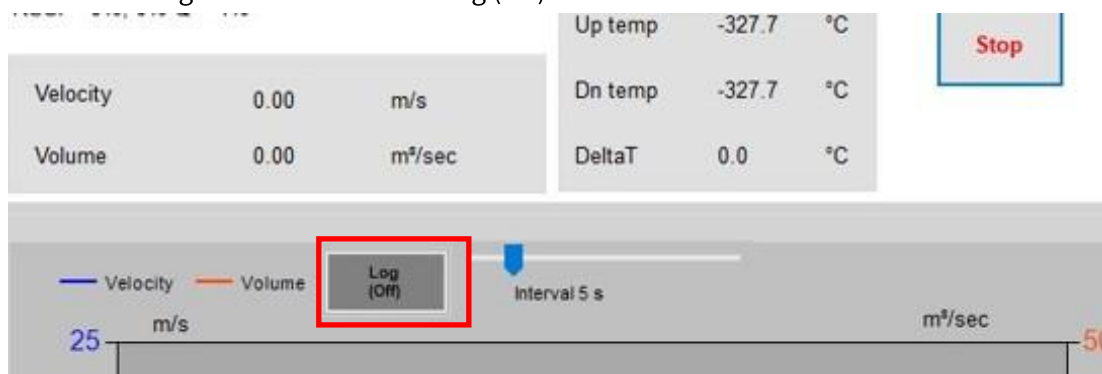 Up temp -327.7 °C
Stop
Velocity 0.00 m/s
Dn temp -327.7 °C
Volume 0.00 m³/sec
DeltaT 0.0 °C
Velocity Volume
Log
(Off)
Interval 5 s
m/s
m³/sec
25